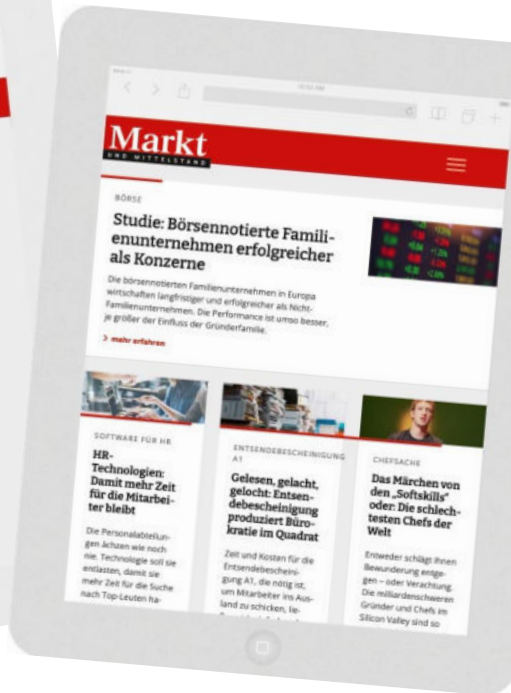 10:02 AM
Markt
UND MITTELSTAND
BÖRSE
Studie: Börsennotierte Famili-
enunternehmen erfolgreicher
als Konzerne
Die börsennotierten Familienunternehmen in Europa
wirtschaften langfristiger und erfolgreicher als Nicht-
Familienunternehmen. Die Performance ist umso besser,
je größer der Einfluss der Gründerfamilie.
mehr erfahren
SOFTWARE FÜR HR
HR-
Technologien:
Damit mehr Zeit
für die Mitarbei-
ter bleibt
Die Personalabteilun-
gen ächzen wie noch
nie. Technologie soll sie
entlasten, damit sie
mehr Zeit für die Suche
nach Top-Leuten ha-
ENTSENDEBESCHEINIGUNG
A1
Gelesen, gelacht,
gelocht: Entsen-
debescheinigung
produziert Büro-
kratie im Quadrat
Zeit und Kosten für die
Entsendebescheini-
gung A1, die nötig ist,
um Mitarbeiter ins Aus-
land zu schicken, lie-
CHEFSACHE
Das Märchen von
den „Softskills"
oder: Die schlech-
testen Chefs der
Welt
Entweder schlägt ihnen
Bewunderung entge-
gen – oder Verachtung.
Die milliardenschweren
Gründer und Chefs im
Silicon Valley sind so